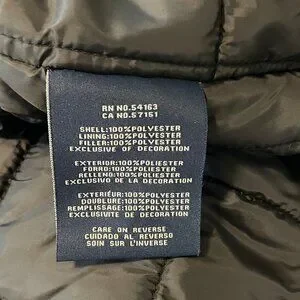 RN NO.54163
CA NO.57151
SHELL:100%POLYESTER
LINING:100%POLYESTER
FILLER:100%POLYESTER
EXCLUSIVE OF DECORATION
EXTERIOR:100%POLIESTER
FORRO:100%POLIESTER
RELLENO:100%POLIESTER
EXCLUSIVO DE DECORACION
EXTÉRIEUR:100%POLYESTER
DOUBLURE:100%POLYESTER
REMPLISSAGE:100%POLYESTER
EXCLUSIVITE DE DECORATION
CARE ON REVERSE
CUIDADO AL REVERSO
SOIN SUR L'INVERSE